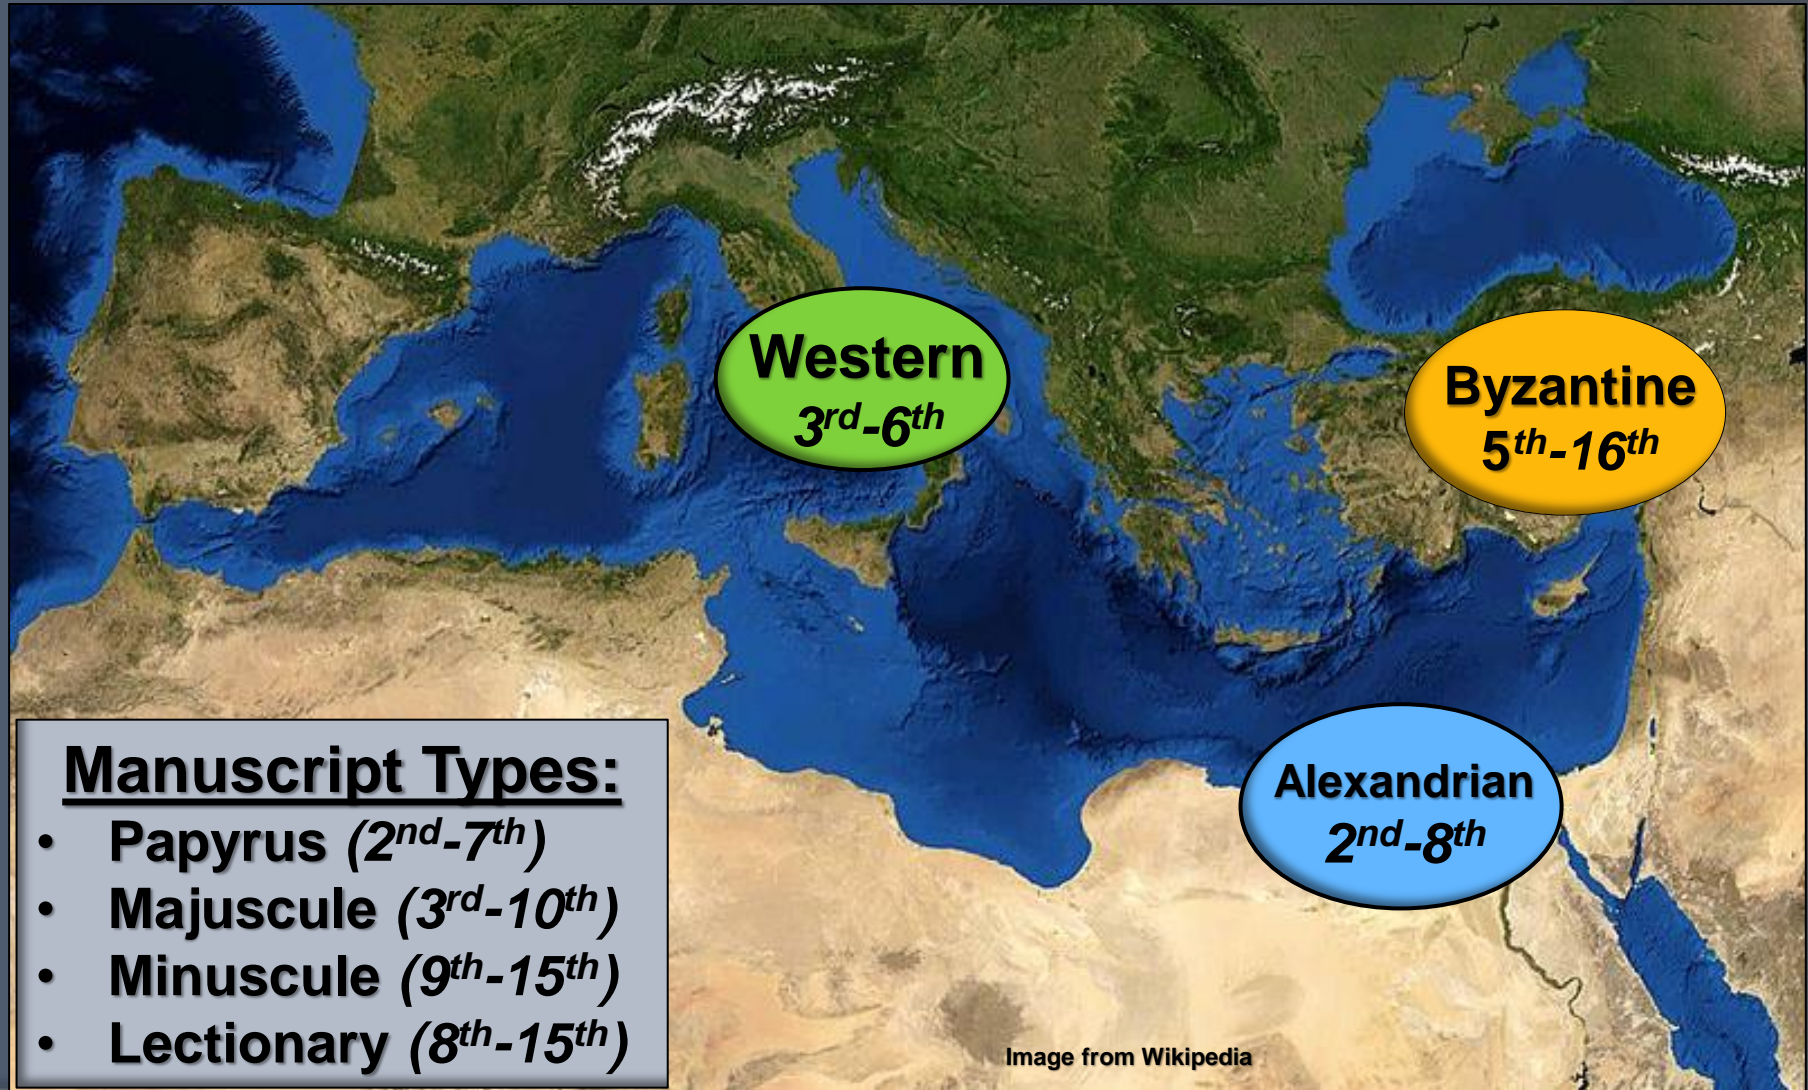 Western
3rd-6th
Byzantine
5th-16th
Alexandrian
2nd-8th
Manuscript Types:
• Papyrus (2nd-7th)
• Majuscule (3rd-10th)
• Minuscule (9th-15th)
• Lectionary (8th-15th)
Image from Wikipedia